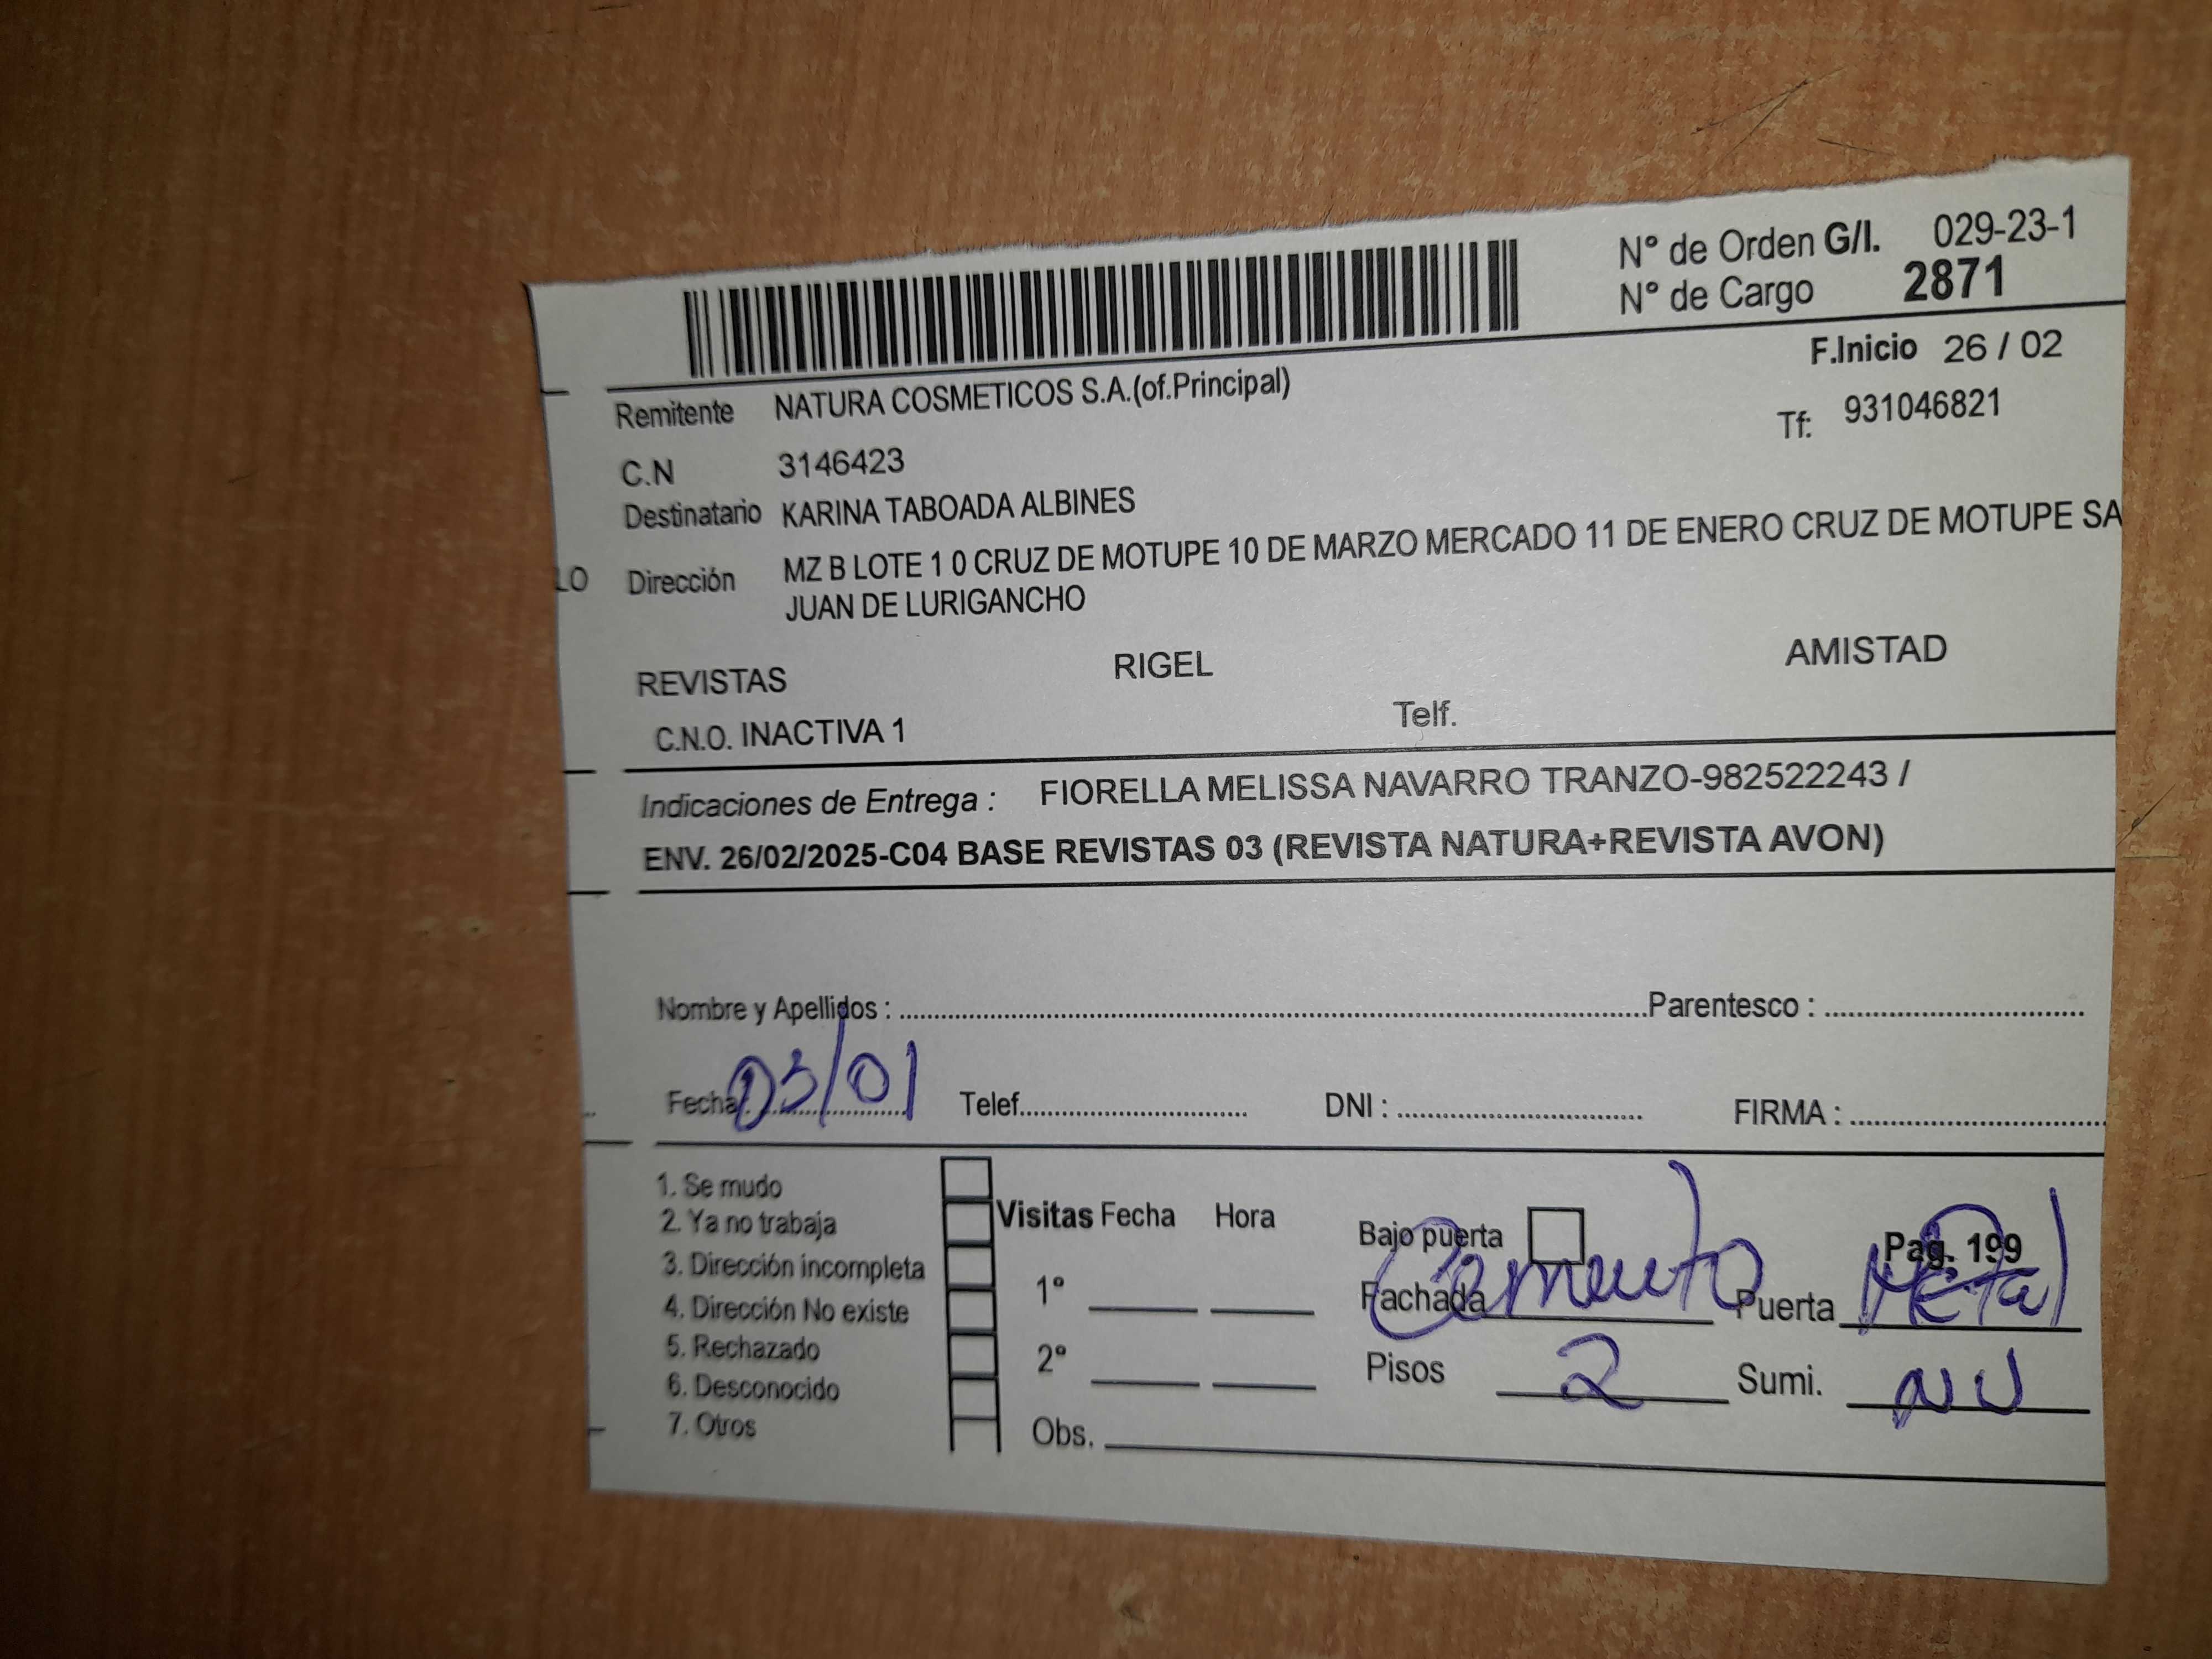 N° de Orden G/I. 029-23-1
N° de Cargo 2871
F.Inicio 26 / 02
Remitente NATURA COSMETICOS S.A.(of.Principal)
Tf: 931046821
C.N 3146423
Destinatario KARINA TABOADA ALBINES
LO Dirección MZ B LOTE 1 0 CRUZ DE MOTUPE 10 DE MARZO MERCADO 11 DE ENERO CRUZ DE MOTUPE SA
JUAN DE LURIGANCHO
REVISTAS RIGEL AMISTAD
C.N.O. INACTIVA 1 Telf.
Indicaciones de Entrega : FIORELLA MELISSA NAVARRO TRANZO-982522243 /
ENV. 26/02/2025-C04 BASE REVISTAS 03 (REVISTA NATURA+REVISTA AVON)
Nombre y Apellidos : Parentesco :
Fecha: 03/01 Telef. DNI : FIRMA :
1. Se mudo
2. Ya no trabaja
3. Dirección incompleta
4. Dirección No existe
5. Rechazado
6. Desconocido
7. Otros
Visitas Fecha Hora
1°
2°
Obs.
Bajo puerta Pag. 199
Fachada Cemento Puerta Metal
Pisos 2 Sumi.